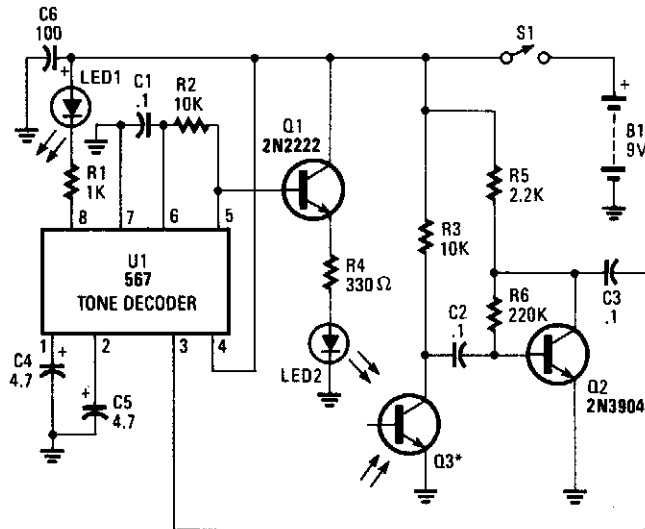 C6
100
+
LED1
C1
.1
R2
10K
Q1
2N2222
S1
+
B1
9V
R1
1K
R3
10K
R5
2.2K
8
7
6
5
U1
567
TONE DECODER
R4
330Ω
R6
220K
C2
.1
C3
.1
1
2
3
4
C4
4.7
+
+
C5
4.7
LED2
Q3*
Q2
2N3904